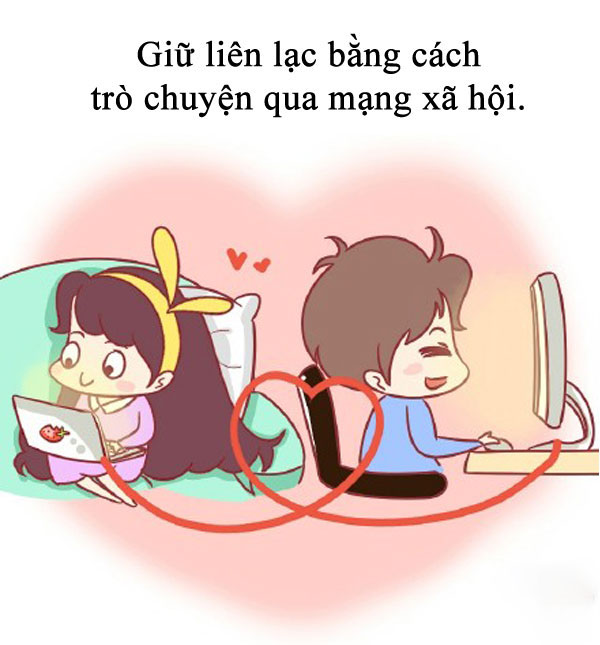 Giữ liên lạc bằng cách
trò chuyện qua mạng xã hội.